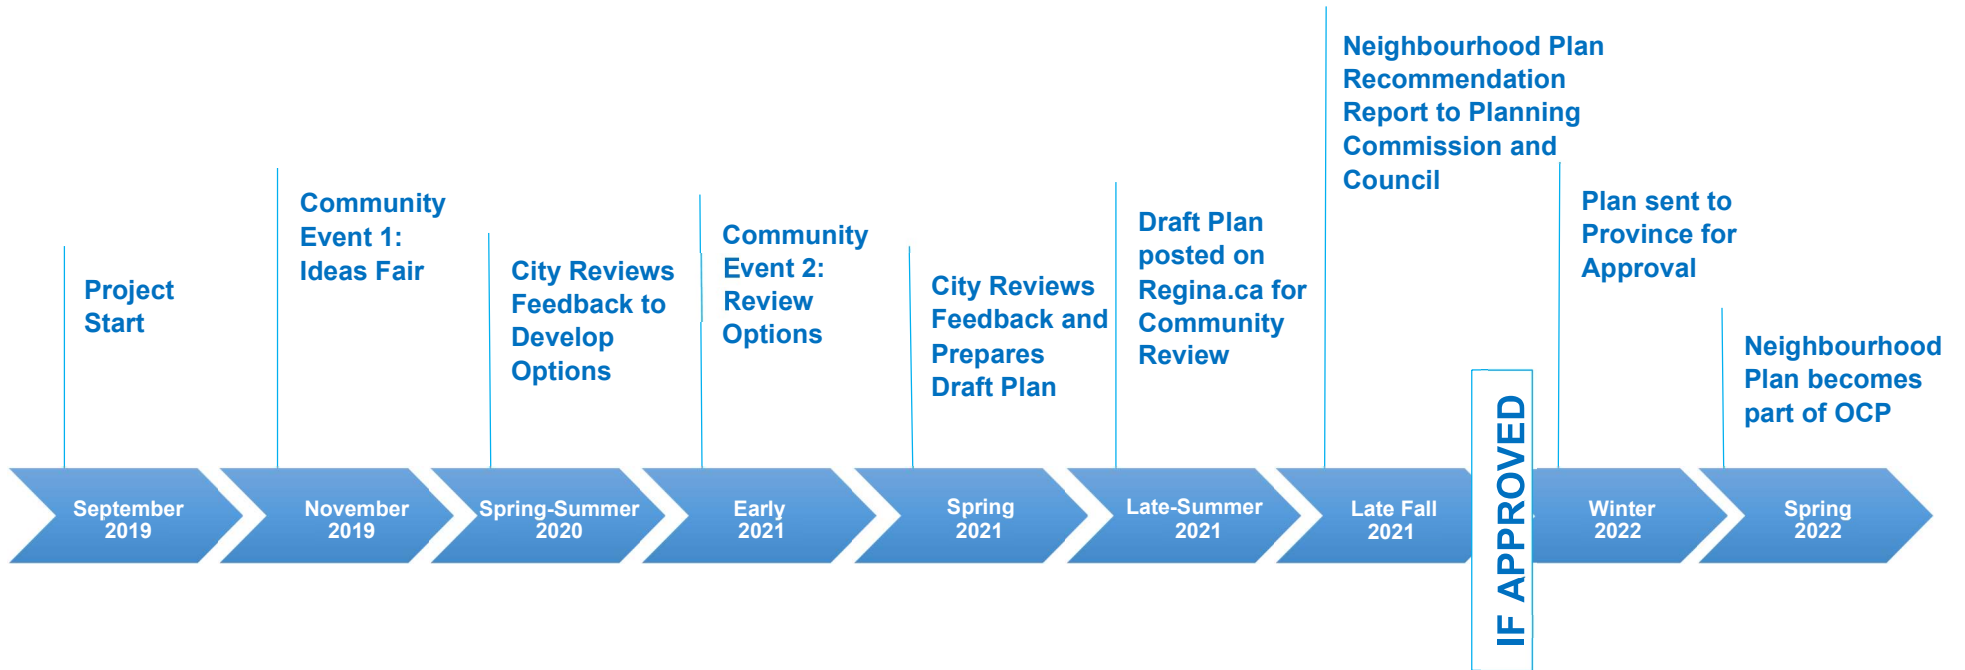 Project
Start
Community
Event 1:
Ideas Fair
City Reviews
Feedback to
Develop
Options
Community
Event 2:
Review
Options
City Reviews
Feedback and
Prepares
Draft Plan
Draft Plan
posted on
Regina.ca for
Community
Review
Neighbourhood Plan
Recommendation
Report to Planning
Commission and
Council
Plan sent to
Province for
Approval
Neighbourhood
Plan becomes
part of OCP
September
2019
November
2019
Spring-Summer
2020
Early
2021
Spring
2021
Late-Summer
2021
Late Fall
2021
IF APPROVED
Winter
2022
Spring
2022